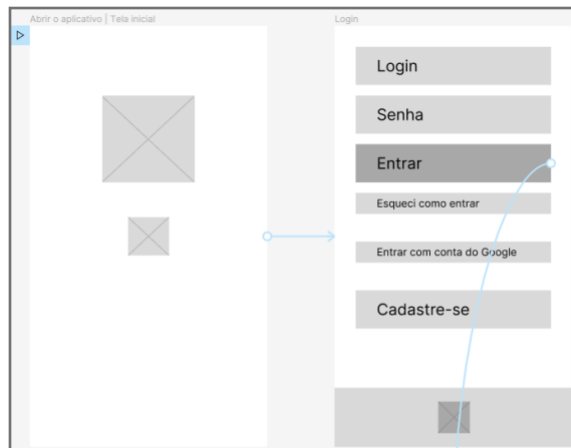 Abrir o aplicativo | Tela inicial
Login
Login
Senha
Entrar
Esqueci como entrar
Entrar com conta do Google
Cadastre-se